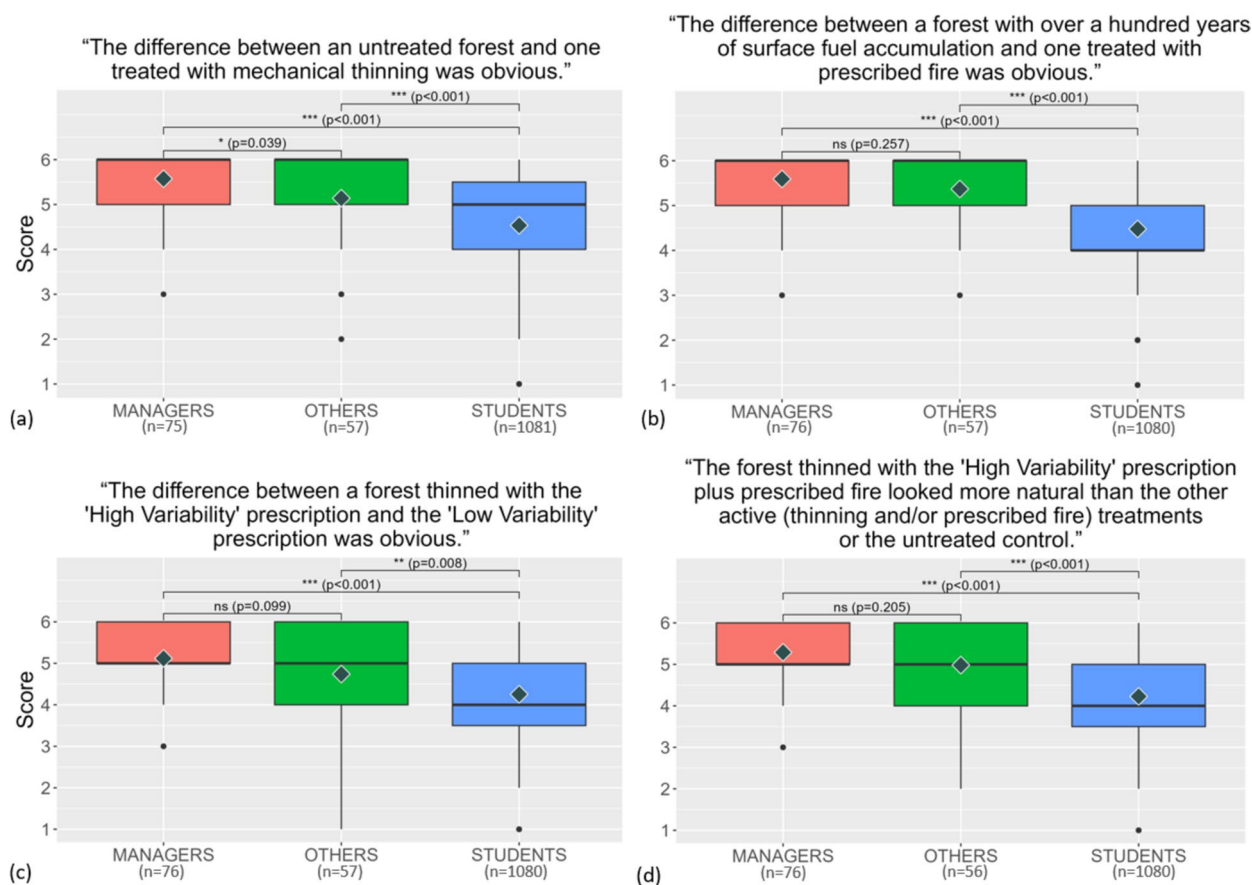 “The difference between an untreated forest and one
treated with mechanical thinning was obvious.”
*** (p<0.001)
*** (p<0.001)
* (p=0.039)
6
5
4
3
2
1
Score
MANAGERS
(n=75)
OTHERS
(n=57)
STUDENTS
(n=1081)
(a)
“The difference between a forest with over a hundred years
of surface fuel accumulation and one treated with
prescribed fire was obvious.”
*** (p<0.001)
*** (p<0.001)
ns (p=0.257)
6
5
4
3
2
1
MANAGERS
(n=76)
OTHERS
(n=57)
STUDENTS
(n=1080)
(b)
“The difference between a forest thinned with the
'High Variability' prescription and the 'Low Variability'
prescription was obvious.”
** (p=0.008)
*** (p<0.001)
ns (p=0.099)
6
5
4
3
2
1
Score
MANAGERS
(n=76)
OTHERS
(n=57)
STUDENTS
(n=1080)
(c)
“The forest thinned with the 'High Variability' prescription
plus prescribed fire looked more natural than the other
active (thinning and/or prescribed fire) treatments
or the untreated control.”
*** (p<0.001)
*** (p<0.001)
ns (p=0.205)
6
5
4
3
2
1
MANAGERS
(n=76)
OTHERS
(n=56)
STUDENTS
(n=1080)
(d)